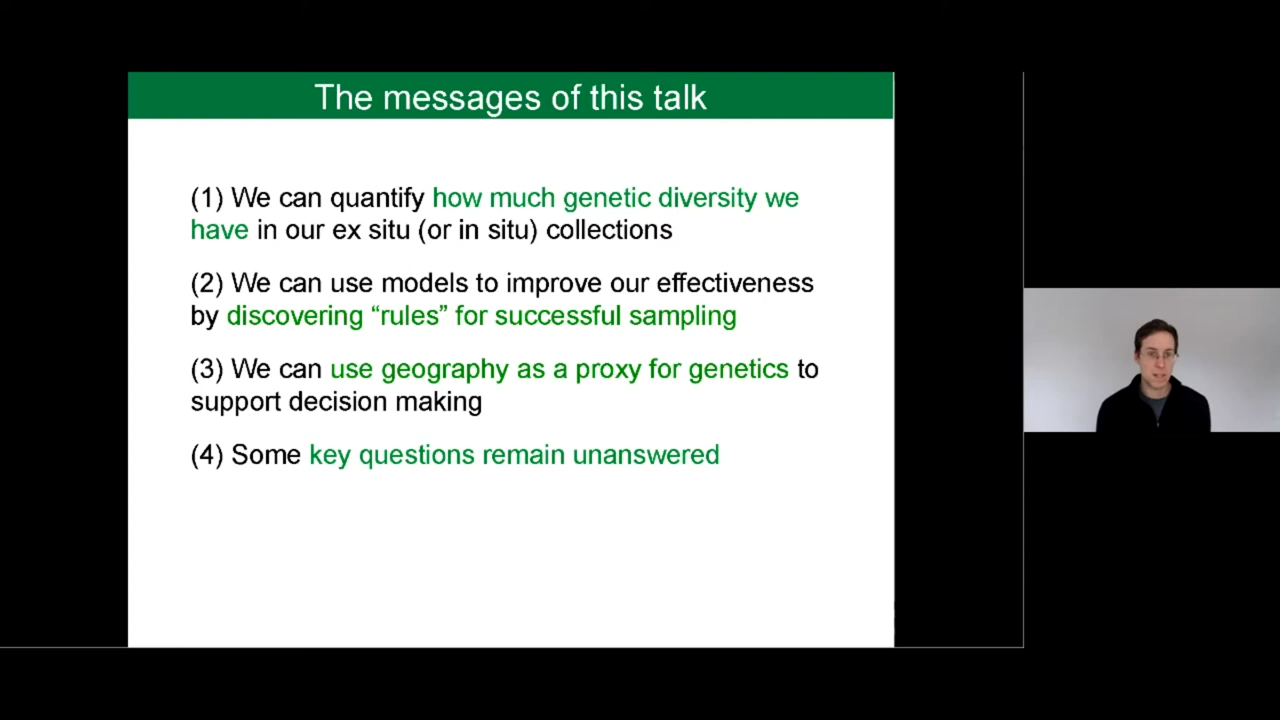 The messages of this talk
(1) We can quantify how much genetic diversity we
have in our ex situ (or in situ) collections
(2) We can use models to improve our effectiveness
by discovering “rules” for successful sampling
(3) We can use geography as a proxy for genetics to
support decision making
(4) Some key questions remain unanswered